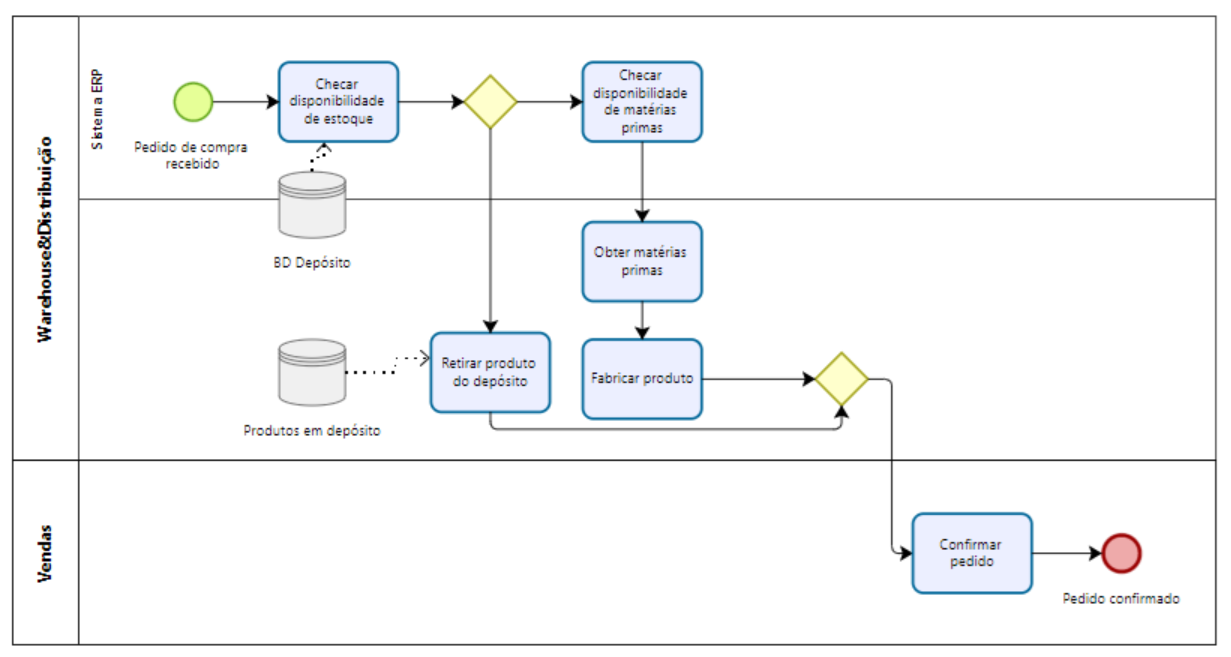 Warehouse&Distribuição
Sistema ERP
Pedido de compra
recebido
Checar
disponibilidade
de estoque
Checar
disponibilidade
de matérias
primas
BD Depósito
Obter matérias
primas
Produtos em depósito
Retirar produto
do depósito
Fabricar produto
Vendas
Confirmar
pedido
Pedido confirmado